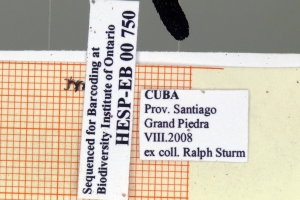 Sequenced for Barcoding at
Biodiversity Institute of Ontario
HESP-EB 00 750
CUBA
Prov. Santiago
Grand Piedra
VIII.2008
ex coll. Ralph Sturm